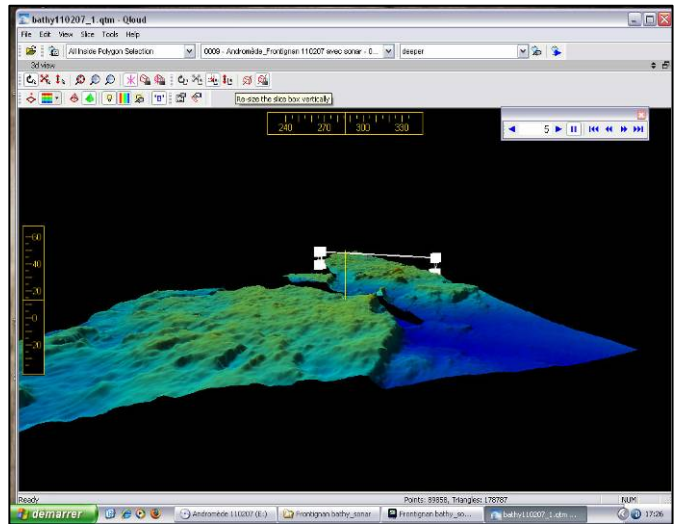 bathy110207_1.qtm - Qloud
File Edit View Slice Tools Help
All Inside Polygon Selection 0009 - Andromède_Frontignan 110207 avec sonar - 0... deeper
3d view
Re-size the slice box vertically
240 270 300 330
5
-60
-40
-20
-0
-20
Ready Points: 89858, Triangles: 178787 NUM
démarrer Andromède 110207 (E:) Frontignan bathy_sonar Frontignan bathy_so... bathy110207_1.qtm ... 17:26